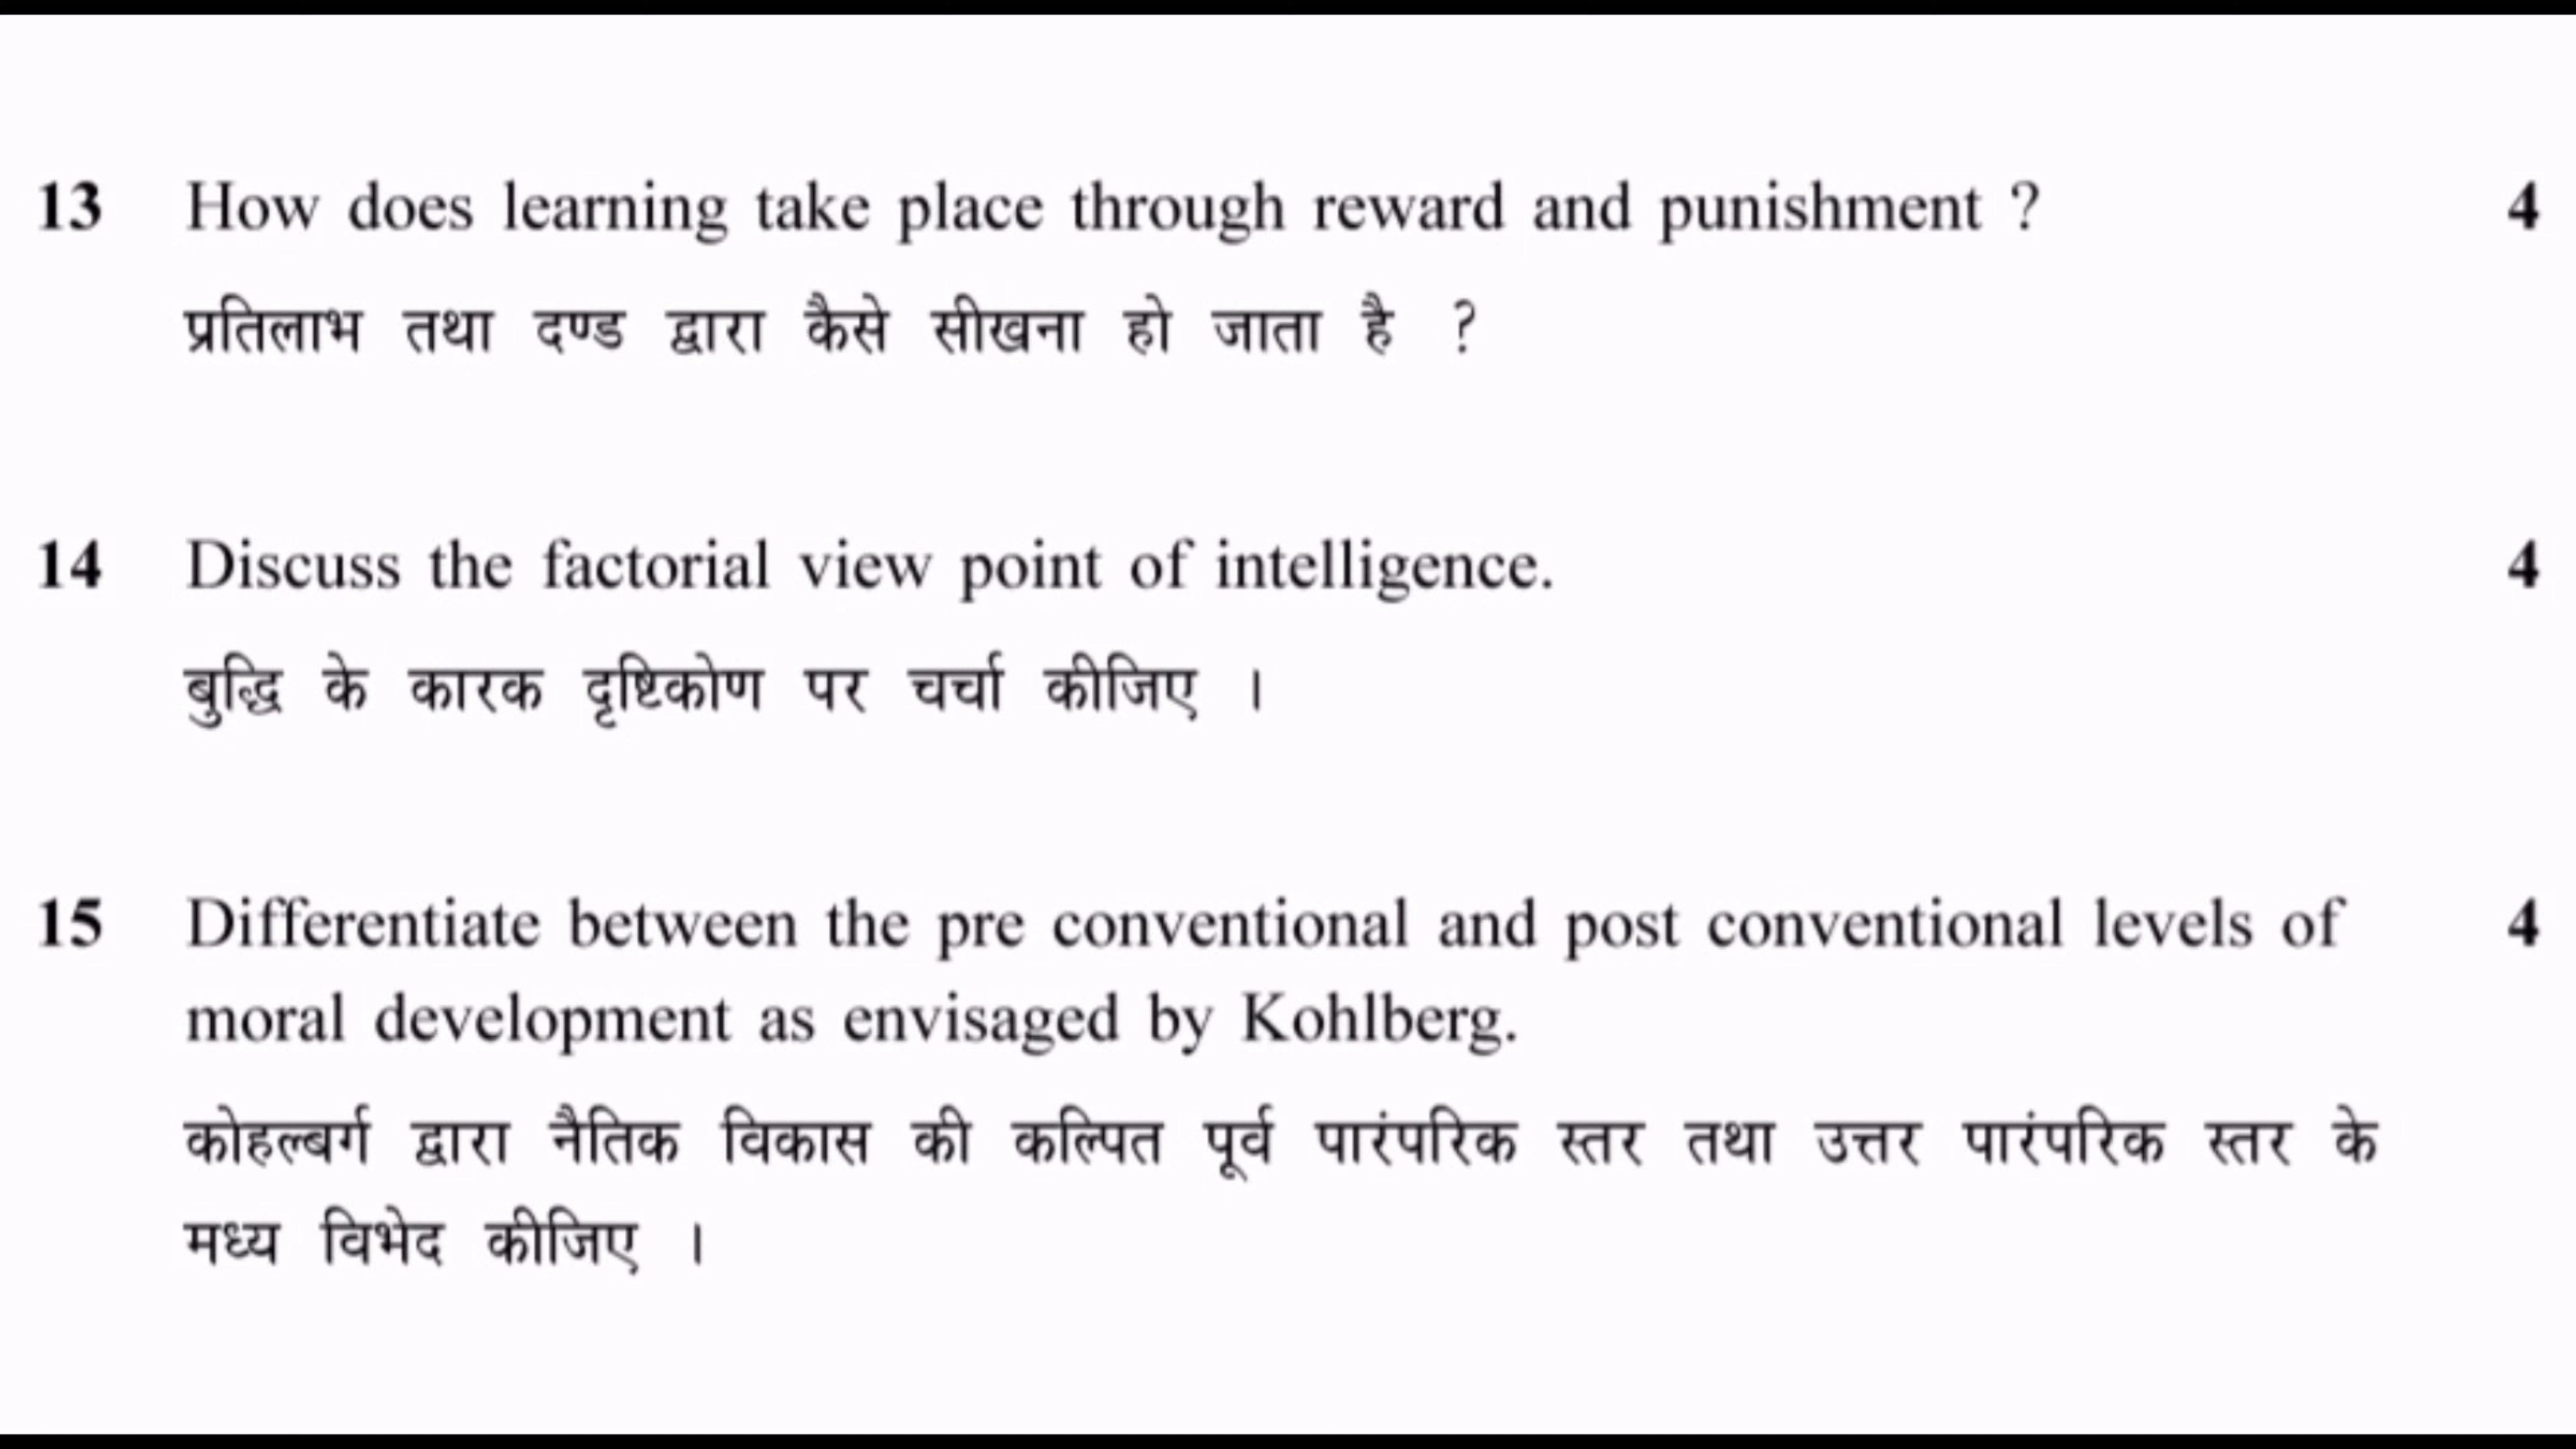 13 How does learning take place through reward and punishment ? 4
प्रतिलाभ तथा दण्ड द्वारा कैसे सीखना हो जाता है ?
14 Discuss the factorial view point of intelligence. 4
बुद्धि के कारक दृष्टिकोण पर चर्चा कीजिए ।
15 Differentiate between the pre conventional and post conventional levels of 4
moral development as envisaged by Kohlberg.
कोहल्बर्ग द्वारा नैतिक विकास की कल्पित पूर्व पारंपरिक स्तर तथा उत्तर पारंपरिक स्तर के
मध्य विभेद कीजिए ।